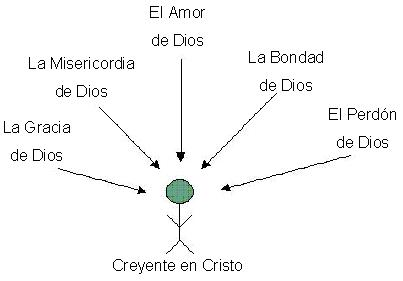 El Amor
de Dios
La Misericordia
de Dios
La Bondad
de Dios
La Gracia
de Dios
El Perdón
de Dios
Creyente en Cristo